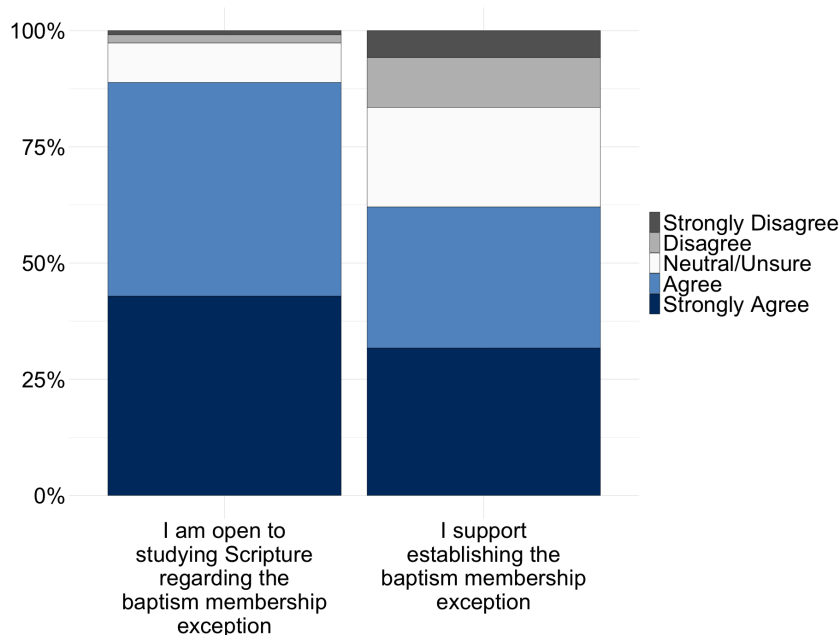 100%
75%
50%
25%
0%
I am open to
studying Scripture
regarding the
baptism membership
exception
I support
establishing the
baptism membership
exception
Strongly Disagree
Disagree
Neutral/Unsure
Agree
Strongly Agree